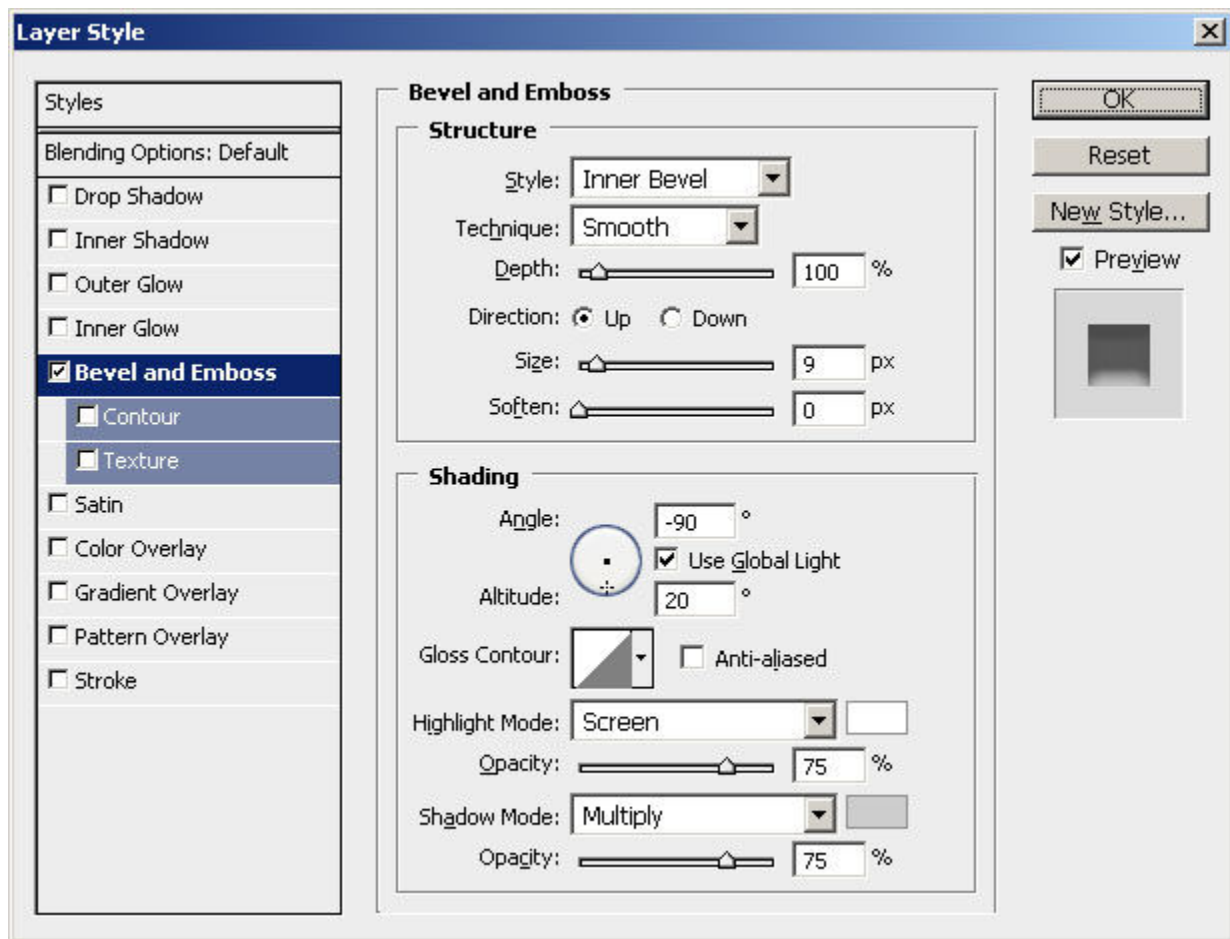 Layer Style
Styles
Blending Options: Default
Drop Shadow
Inner Shadow
Outer Glow
Inner Glow
Bevel and Emboss
Contour
Texture
Satin
Color Overlay
Gradient Overlay
Pattern Overlay
Stroke
Bevel and Emboss
Structure
Style: Inner Bevel
Technique: Smooth
Depth: 100 %
Direction: Up Down
Size: 9 px
Soften: 0 px
Shading
Angle: -90 °
Use Global Light
Altitude: 20 °
Gloss Contour: Anti-aliased
Highlight Mode: Screen
Opacity: 75 %
Shadow Mode: Multiply
Opacity: 75 %
OK
Reset
New Style...
Preview